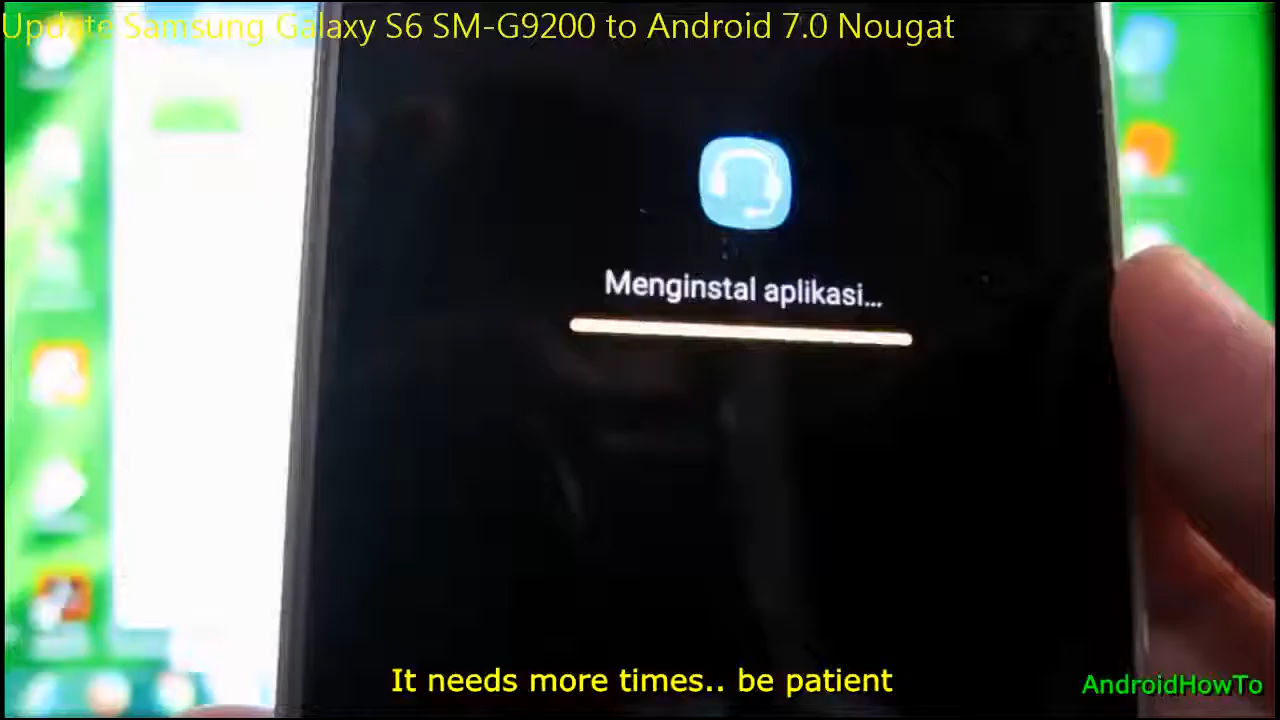 Update Samsung Galaxy S6 SM-G9200 to Android 7.0 Nougat
Menginstal aplikasi...
It needs more times.. be patient
AndroidHowTo